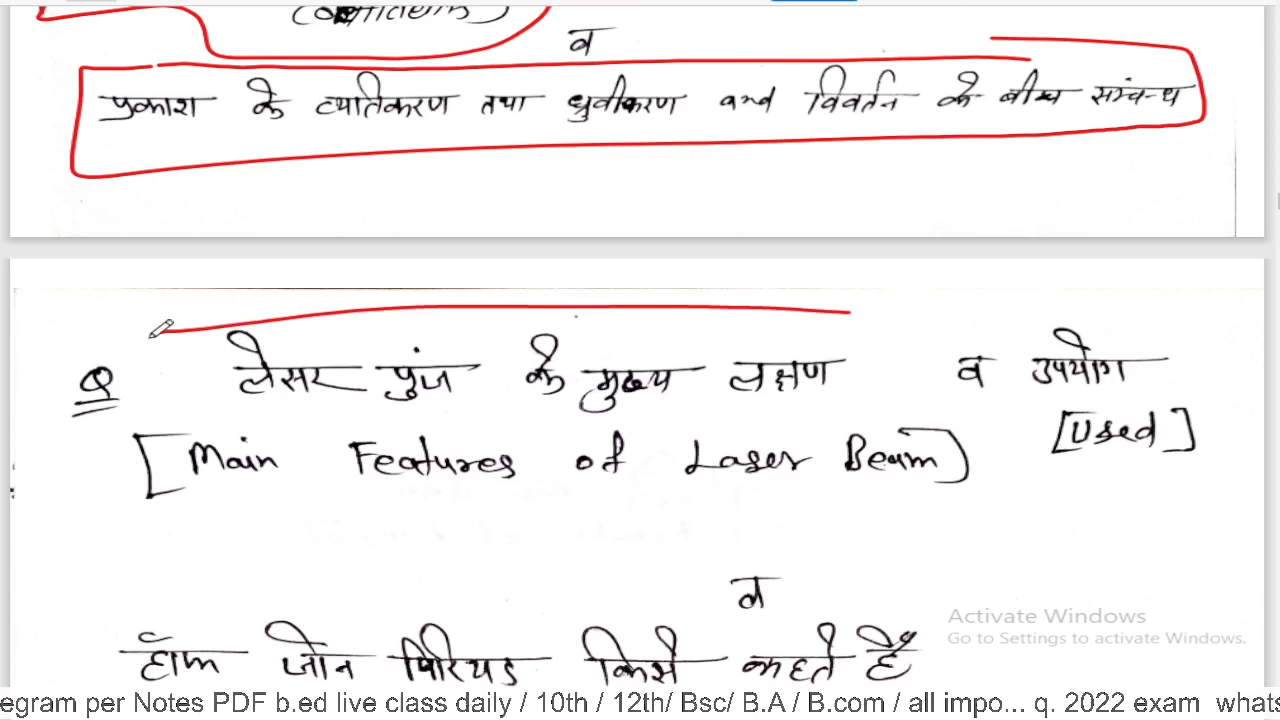 व
प्रकाश के व्यतिकरण तथा ध्रुवीकरण and विवर्तन के बीच सम्बन्ध
Q लेसर पुंज के मुख्य लक्षण व उपयोग
[Main Features of Laser Beam] [Used]
व
हाफ जोन पिरियड किसे कहते हैं
Activate Windows
Go to Settings to activate Windows.
egram per Notes PDF b.ed live class daily / 10th / 12th/ Bsc/ B.A / B.com / all impo... q. 2022 exam whats